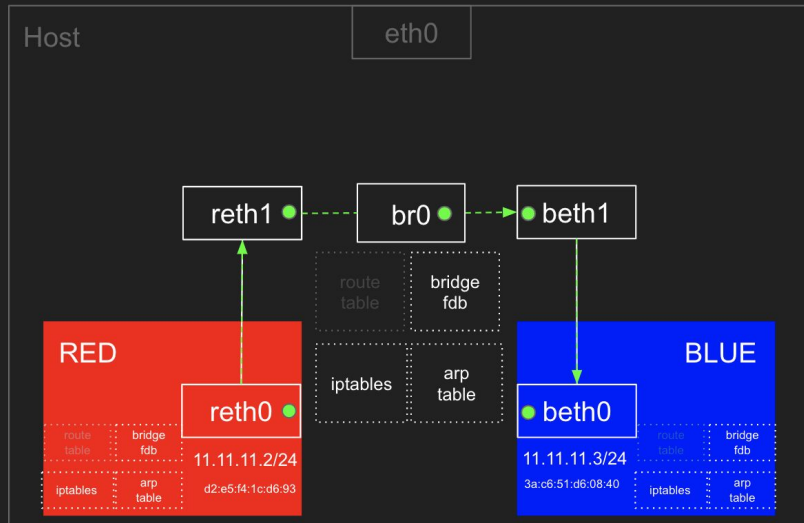 Host
eth0
reth1
br0
beth1
route
table
bridge
fdb
iptables
arp
table
RED
reth0
route
table
bridge
fdb
iptables
arp
table
11.11.11.2/24
d2:e5:f4:1c:d6:93
BLUE
beth0
11.11.11.3/24
3a:c6:51:d6:08:40
route
table
bridge
fdb
iptables
arp
table